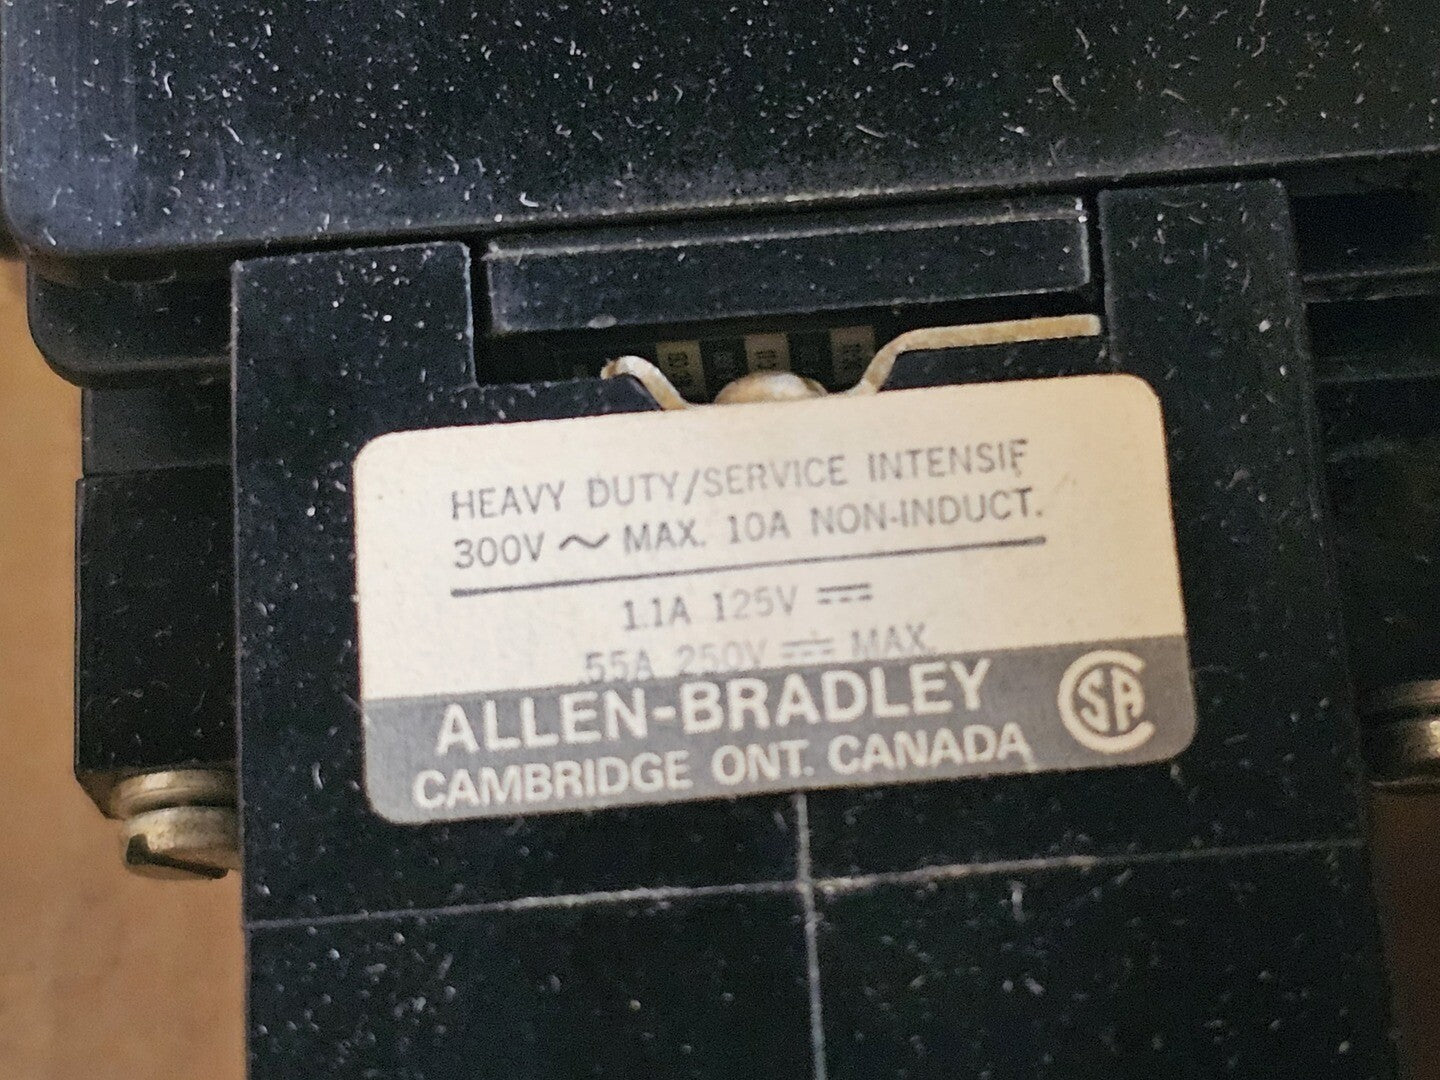 HEAVY DUTY/SERVICE INTENSIF
300V ~ MAX. 10A NON-INDUCT.
1.1A 125V ⎓
.55A 250V ⎓ MAX.
ALLEN-BRADLEY
CAMBRIDGE ONT. CANADA
CSA